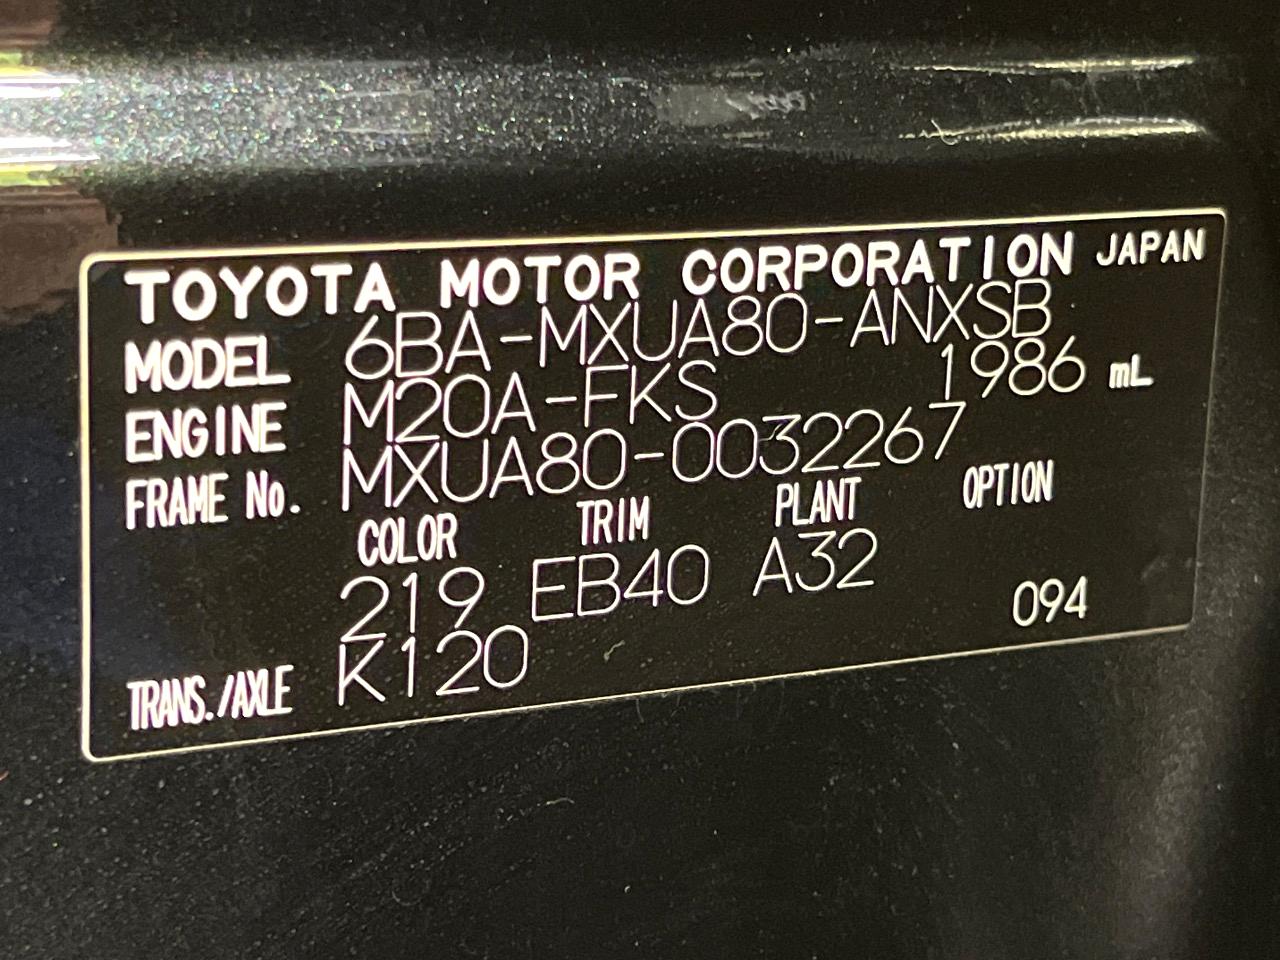 TOYOTA MOTOR CORPORATION JAPAN
MODEL 6BA-MXUA80-ANXSB
ENGINE M20A-FKS 1986 mL
FRAME No. MXUA80-0032267
COLOR TRIM PLANT OPTION
219 EB40 A32
094
TRANS./AXLE K120